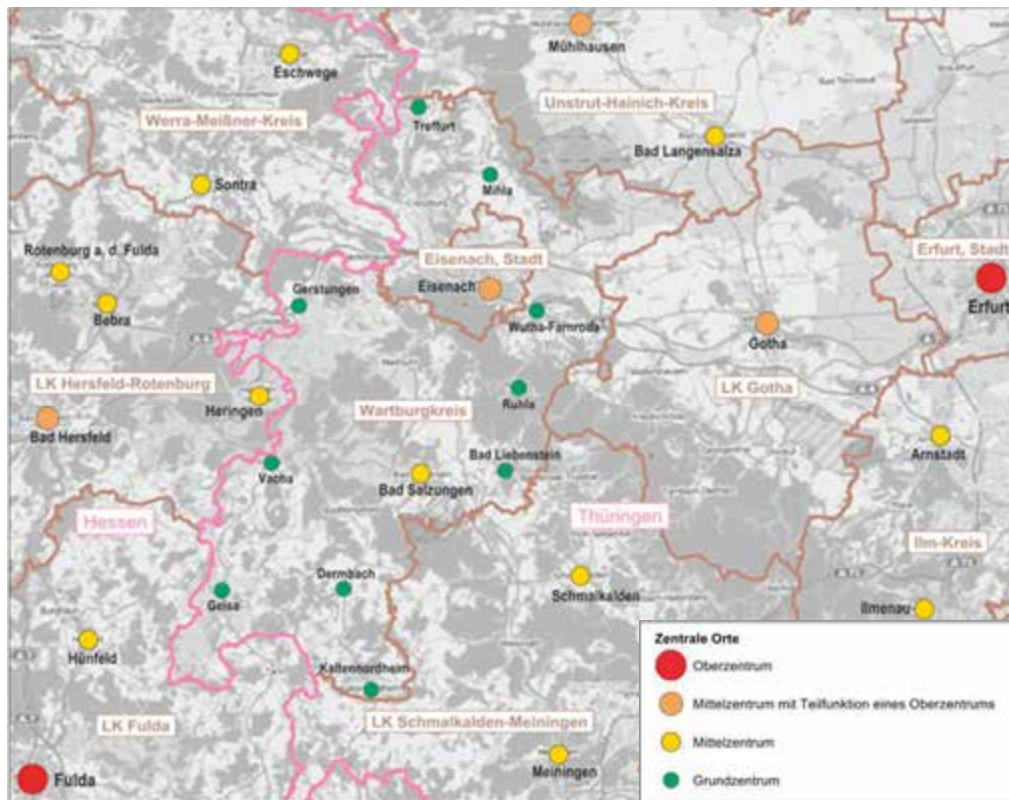 Mühlhausen
Eschwege
Unstrut-Hainich-Kreis
Werra-Meißner-Kreis
Treffurt
Bad Langensalza
Mihla
Sontra
Rotenburg a. d. Fulda
Eisenach, Stadt
Erfurt, Stadt
Eisenach
Gerstungen
Erfurt
Bebra
Wutha-Farnroda
Gotha
LK Hersfeld-Rotenburg
LK Gotha
Heringen
Ruhla
Wartburgkreis
Bad Hersfeld
Arnstadt
Bad Liebenstein
Vacha
Bad Salzungen
Hessen
Thüringen
Ilm-Kreis
Dermbach
Geisa
Schmalkalden
Ilmenau
Hünfeld
Kaltennordheim
LK Fulda
LK Schmalkalden-Meiningen
Meiningen
Fulda
Zentrale Orte
Oberzentrum
Mittelzentrum mit Teilfunktion eines Oberzentrums
Mittelzentrum
Grundzentrum